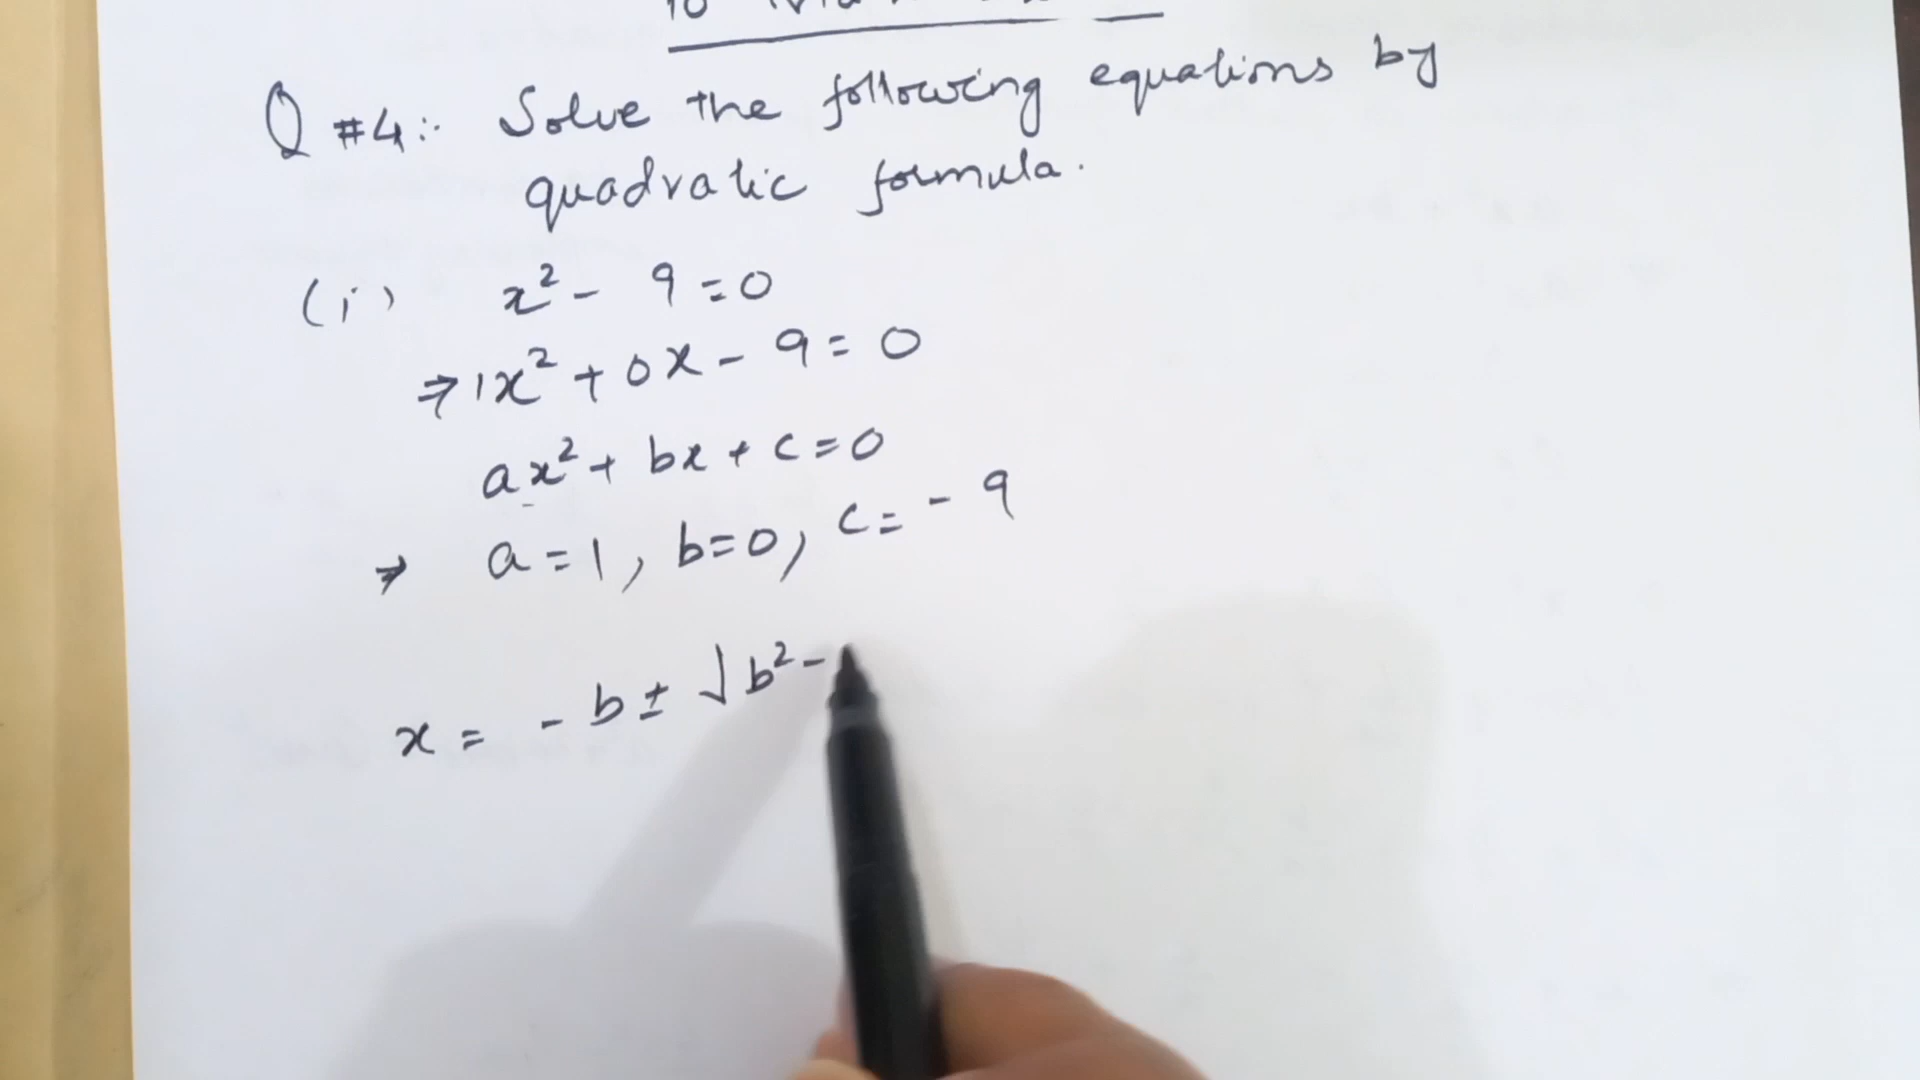 Q #4:- Solve the following equations by
quadratic formula.
(i) x² - 9 = 0
⇒ 1x² + 0x - 9 = 0
ax² + bx + c = 0
⇒ a = 1, b = 0, c = - 9
x = - b ± √b² -